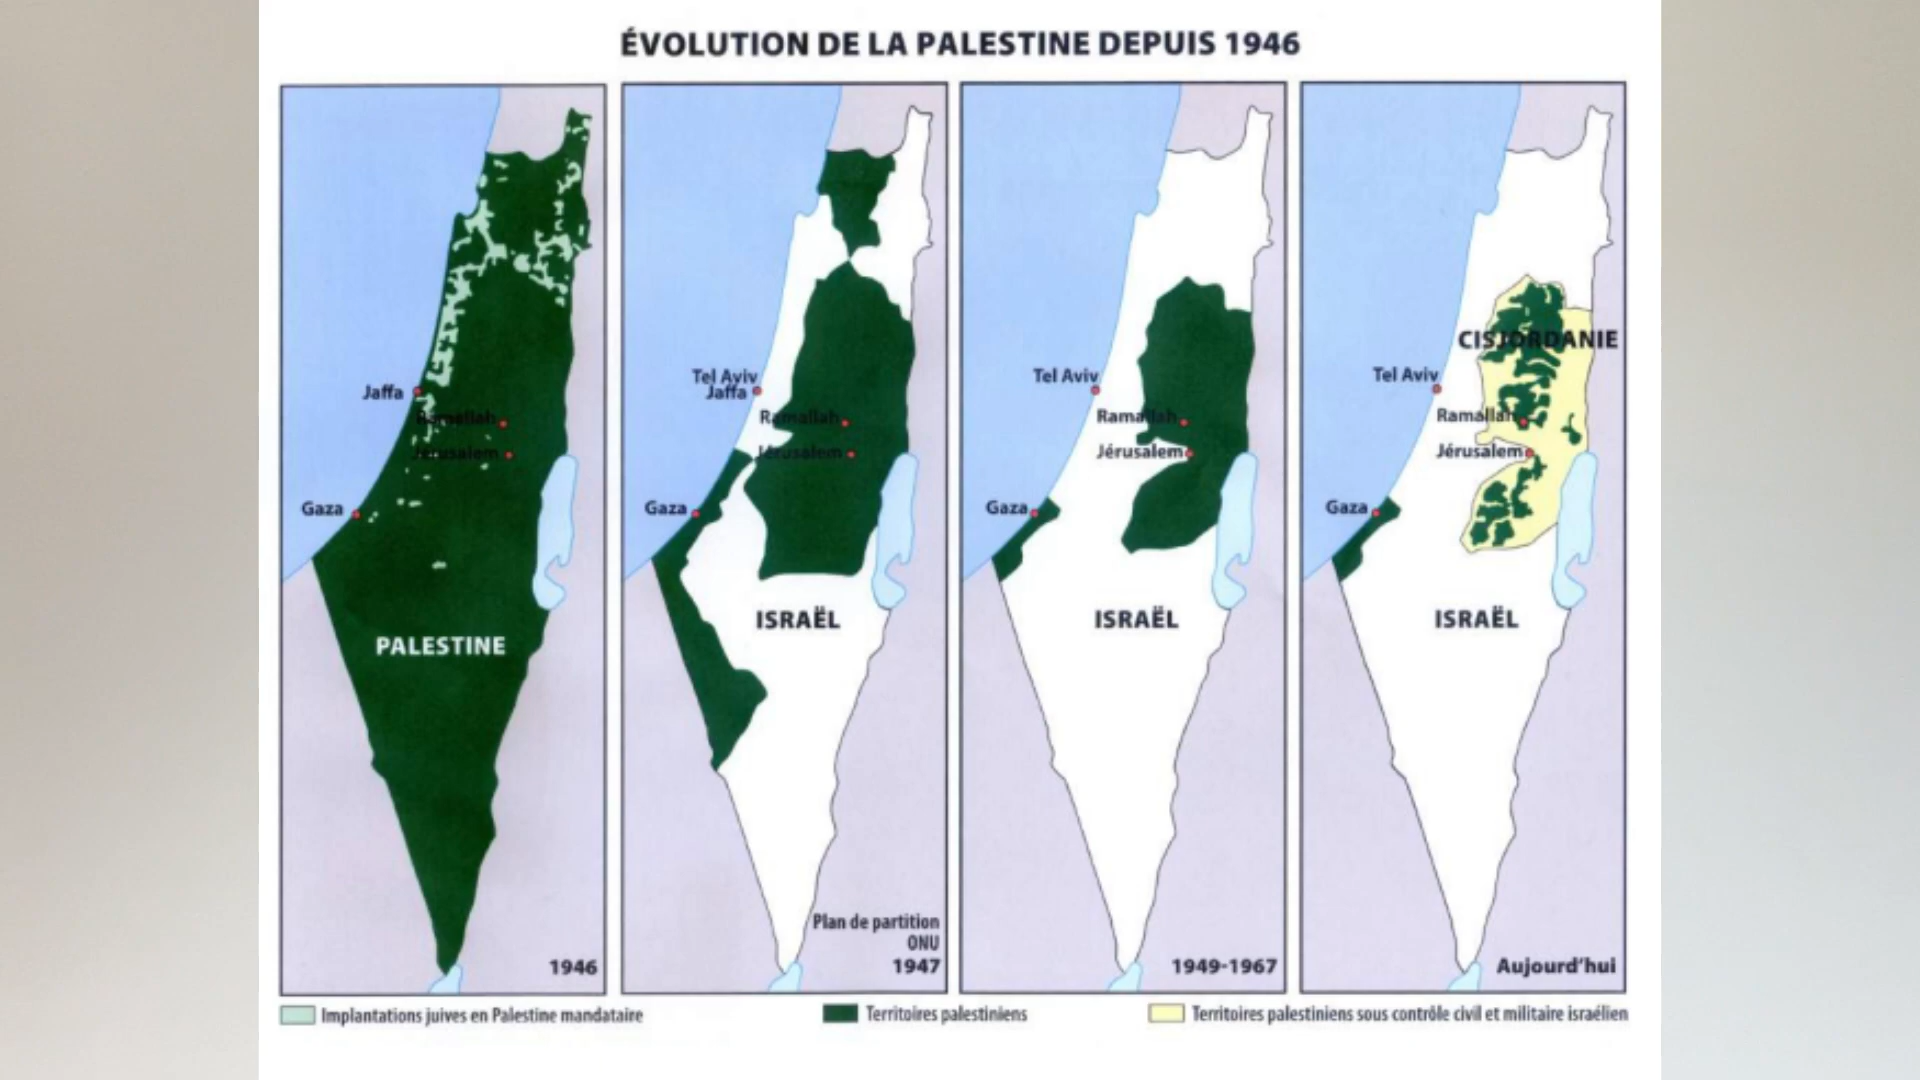 ÉVOLUTION DE LA PALESTINE DEPUIS 1946
Jaffa
Ramallah
Jérusalem
Gaza
PALESTINE
1946
Tel Aviv
Jaffa
Ramallah
Jérusalem
Gaza
ISRAËL
Plan de partition
ONU
1947
Tel Aviv
Ramallah
Jérusalem
Gaza
ISRAËL
1949-1967
CISJORDANIE
Tel Aviv
Ramallah
Jérusalem
Gaza
ISRAËL
Aujourd'hui
Implantations juives en Palestine mandataire
Territoires palestiniens
Territoires palestiniens sous contrôle civil et militaire israélien